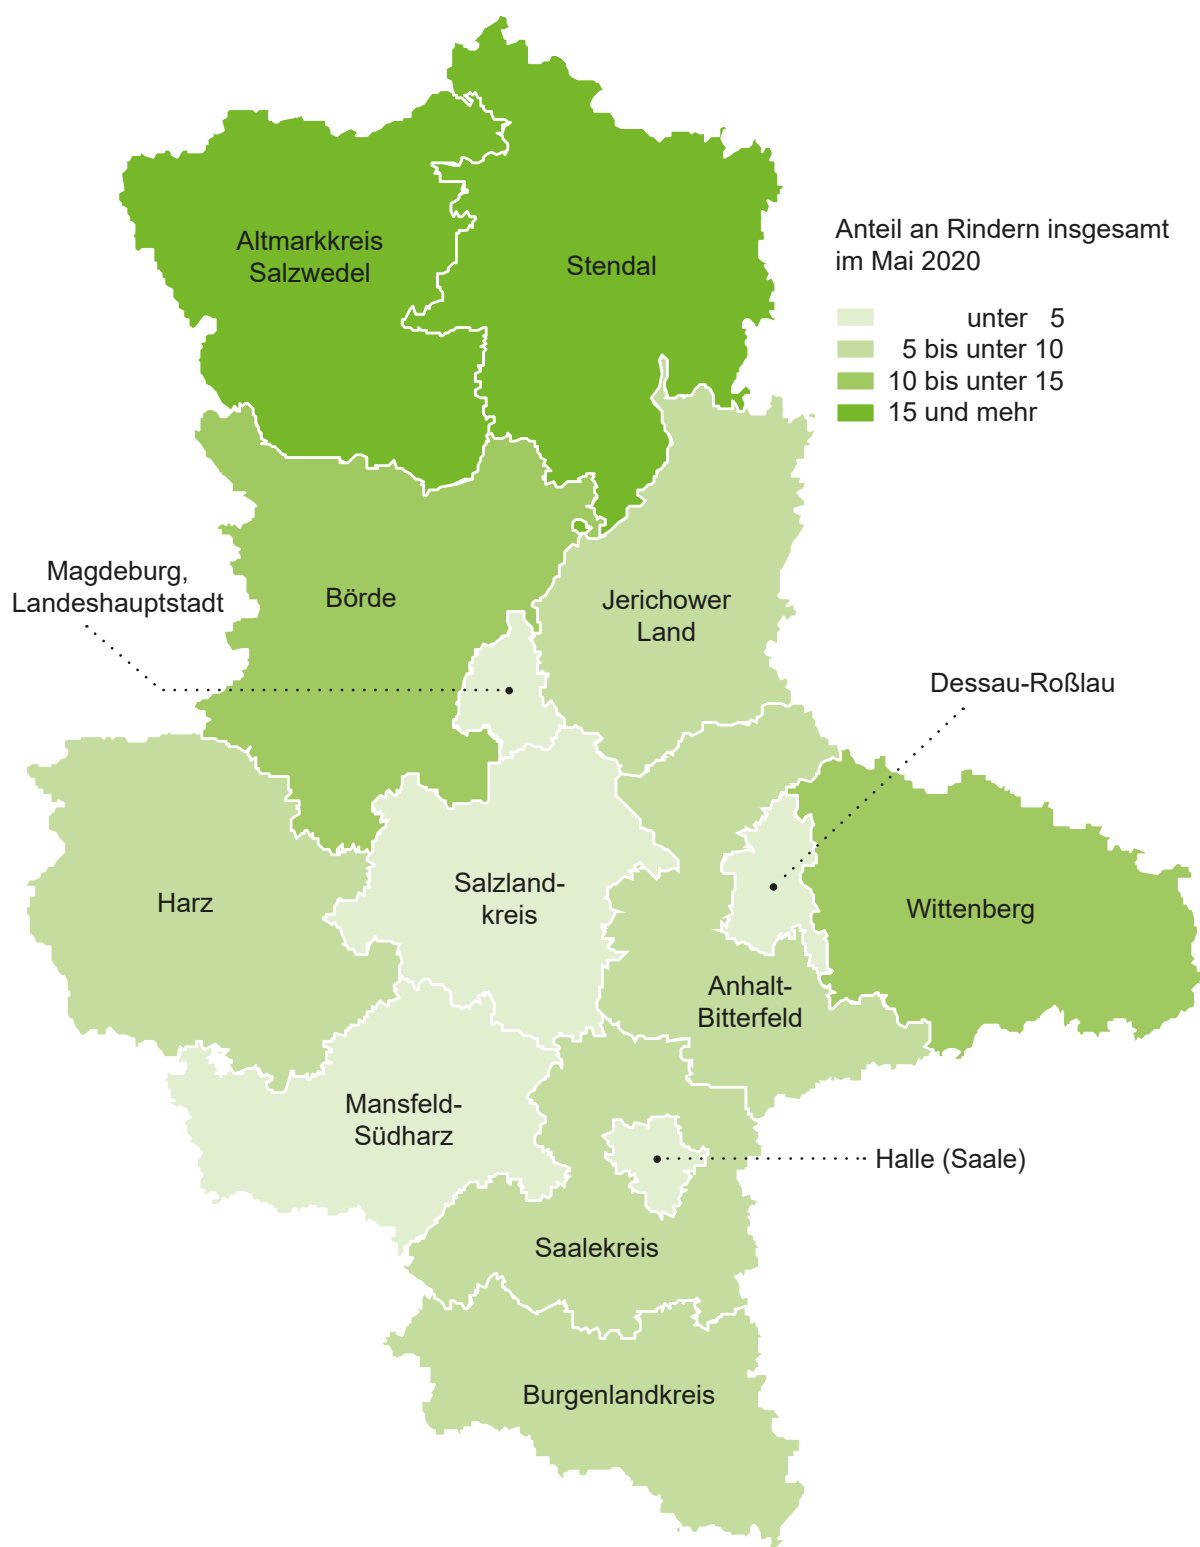 Altmarkkreis
Salzwedel
Stendal
Anteil an Rindern insgesamt
im Mai 2020
unter 5
5 bis unter 10
10 bis unter 15
15 und mehr
Magdeburg,
Landeshauptstadt
Börde
Jerichower
Land
Dessau-Roßlau
Harz
Salzland-
kreis
Wittenberg
Anhalt-
Bitterfeld
Mansfeld-
Südharz
Halle (Saale)
Saalekreis
Burgenlandkreis